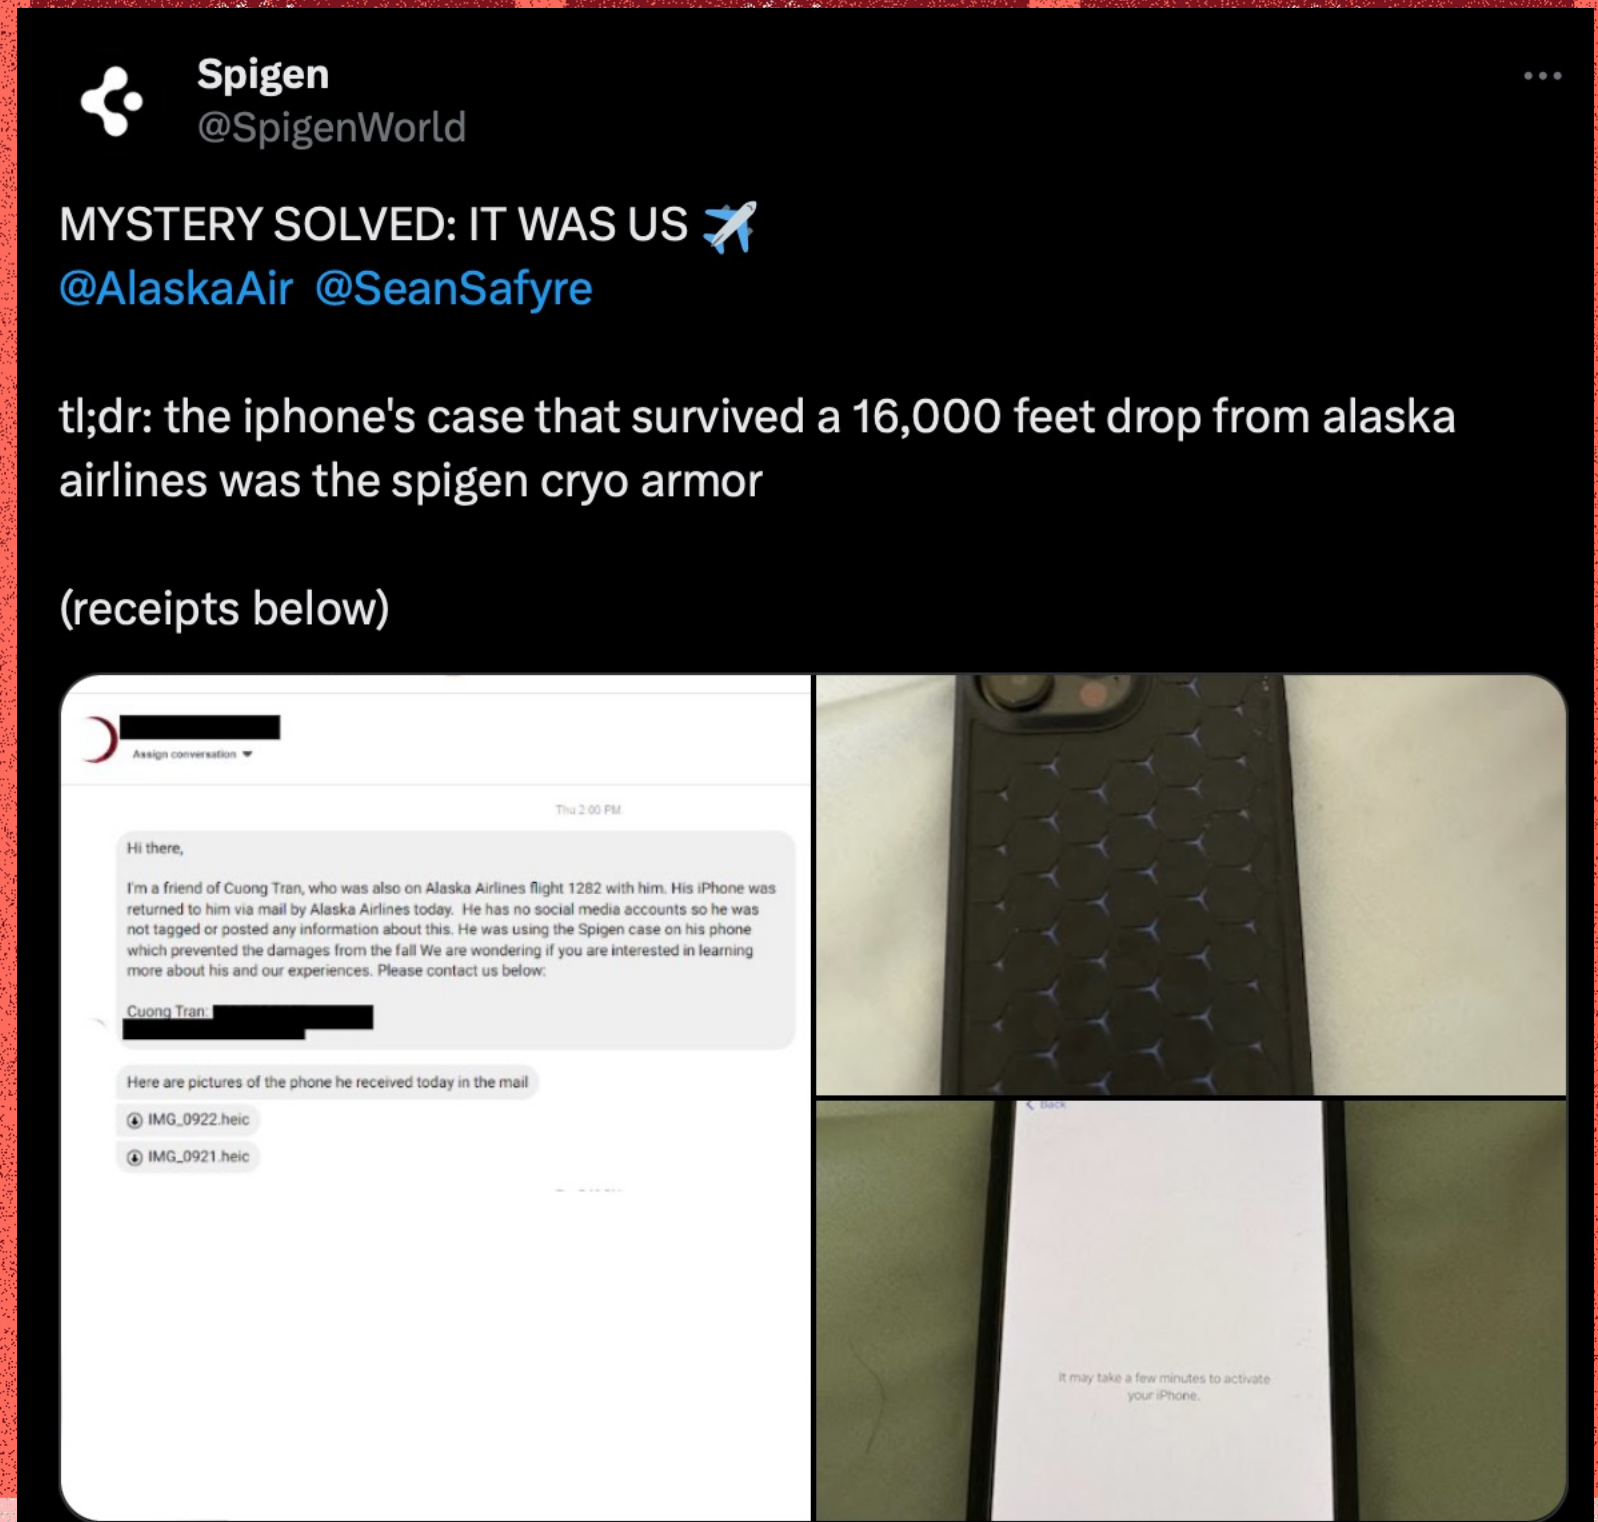 Spigen
@SpigenWorld
MYSTERY SOLVED: IT WAS US ✈️
@AlaskaAir @SeanSafyre
tl;dr: the iphone's case that survived a 16,000 feet drop from alaska
airlines was the spigen cryo armor
(receipts below)
Assign conversation
Thu 2:00 PM
Hi there,
I'm a friend of Cuong Tran, who was also on Alaska Airlines flight 1282 with him. His iPhone was
returned to him via mail by Alaska Airlines today. He has no social media accounts so he was
not tagged or posted any information about this. He was using the Spigen case on his phone
which prevented the damages from the fall We are wondering if you are interested in learning
more about his and our experiences. Please contact us below:
Cuong Tran:
Here are pictures of the phone he received today in the mail
IMG_0922.heic
IMG_0921.heic
Back
It may take a few minutes to activate
your iPhone.